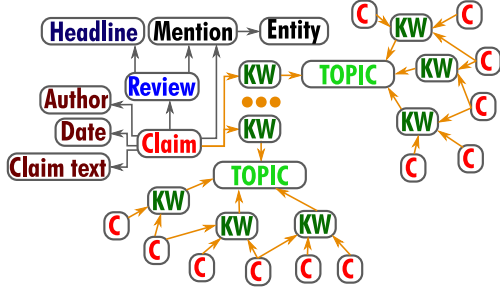 C
C
KW
Headline
Mention
Entity
C
KW
KW
TOPIC
Review
Author
C
KW
KW
Date
Claim
C
C
Claim text
TOPIC
KW
C
KW
KW
C
C
C
C
C